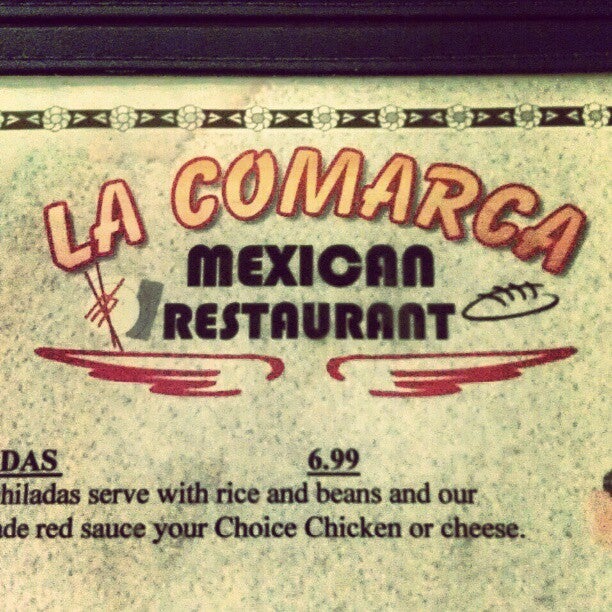 LA COMARCA
MEXICAN
RESTAURANT
DAS 6.99
hiladas serve with rice and beans and our
de red sauce your Choice Chicken or cheese.